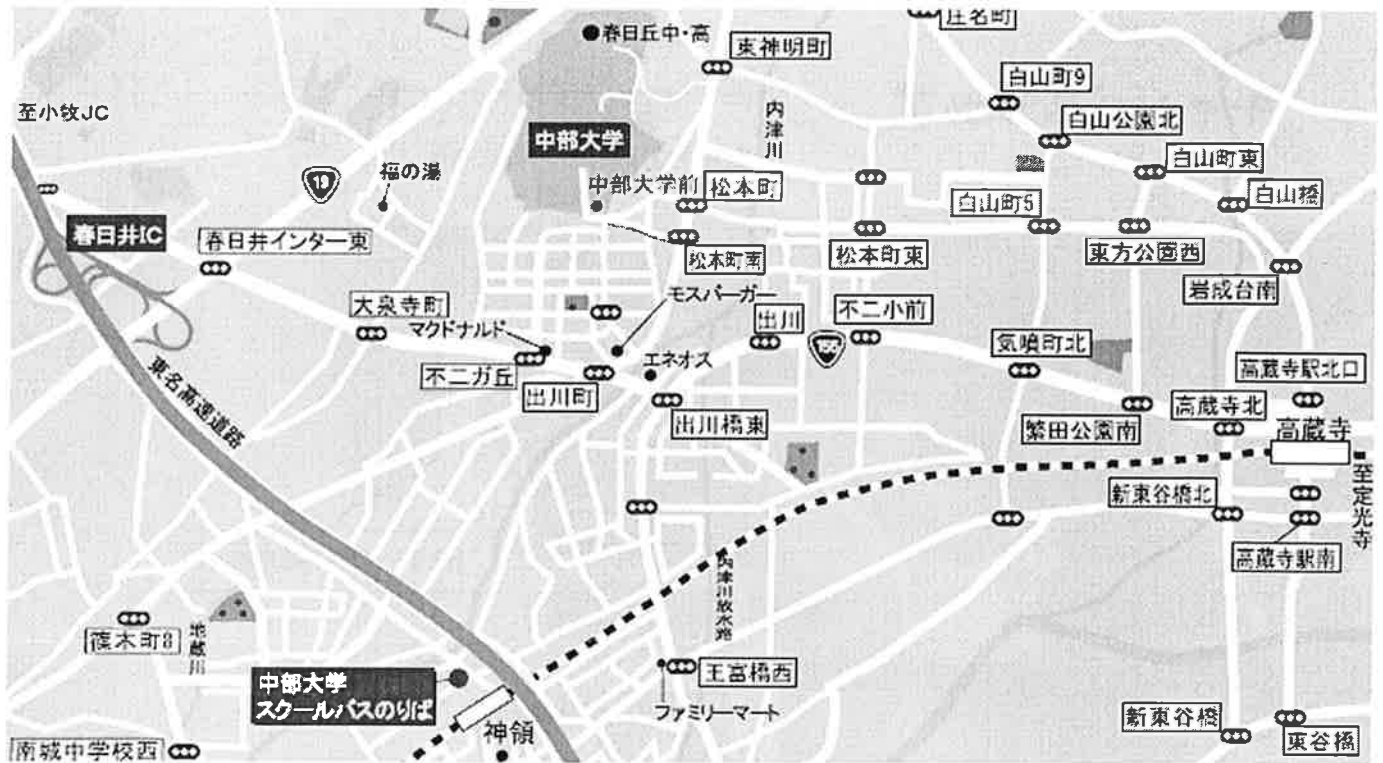 春日丘中・高
東神明町
庄名町
白山町9
至小牧JC
内津川
白山公園北
中部大学
白山町東
19
福の湯
中部大学前
松本町
白山町5
白山橋
春日井IC
春日井インター東
松本町南
松本町東
東方公園西
岩成台南
大泉寺町
モスバーガー
出川
不二小前
マクドナルド
エネオス
気噴町北
高蔵寺駅北口
東名高速道路
不二ガ丘
出川町
出川橋東
繁田公園南
高蔵寺北
高蔵寺
至定光寺
新東谷橋北
高蔵寺駅南
内津川放水路
篠木町8
地蔵川
中部大学
スクールバスのりば
王富橋西
ファミリーマート
神領
新東谷橋
東谷橋
南城中学校西